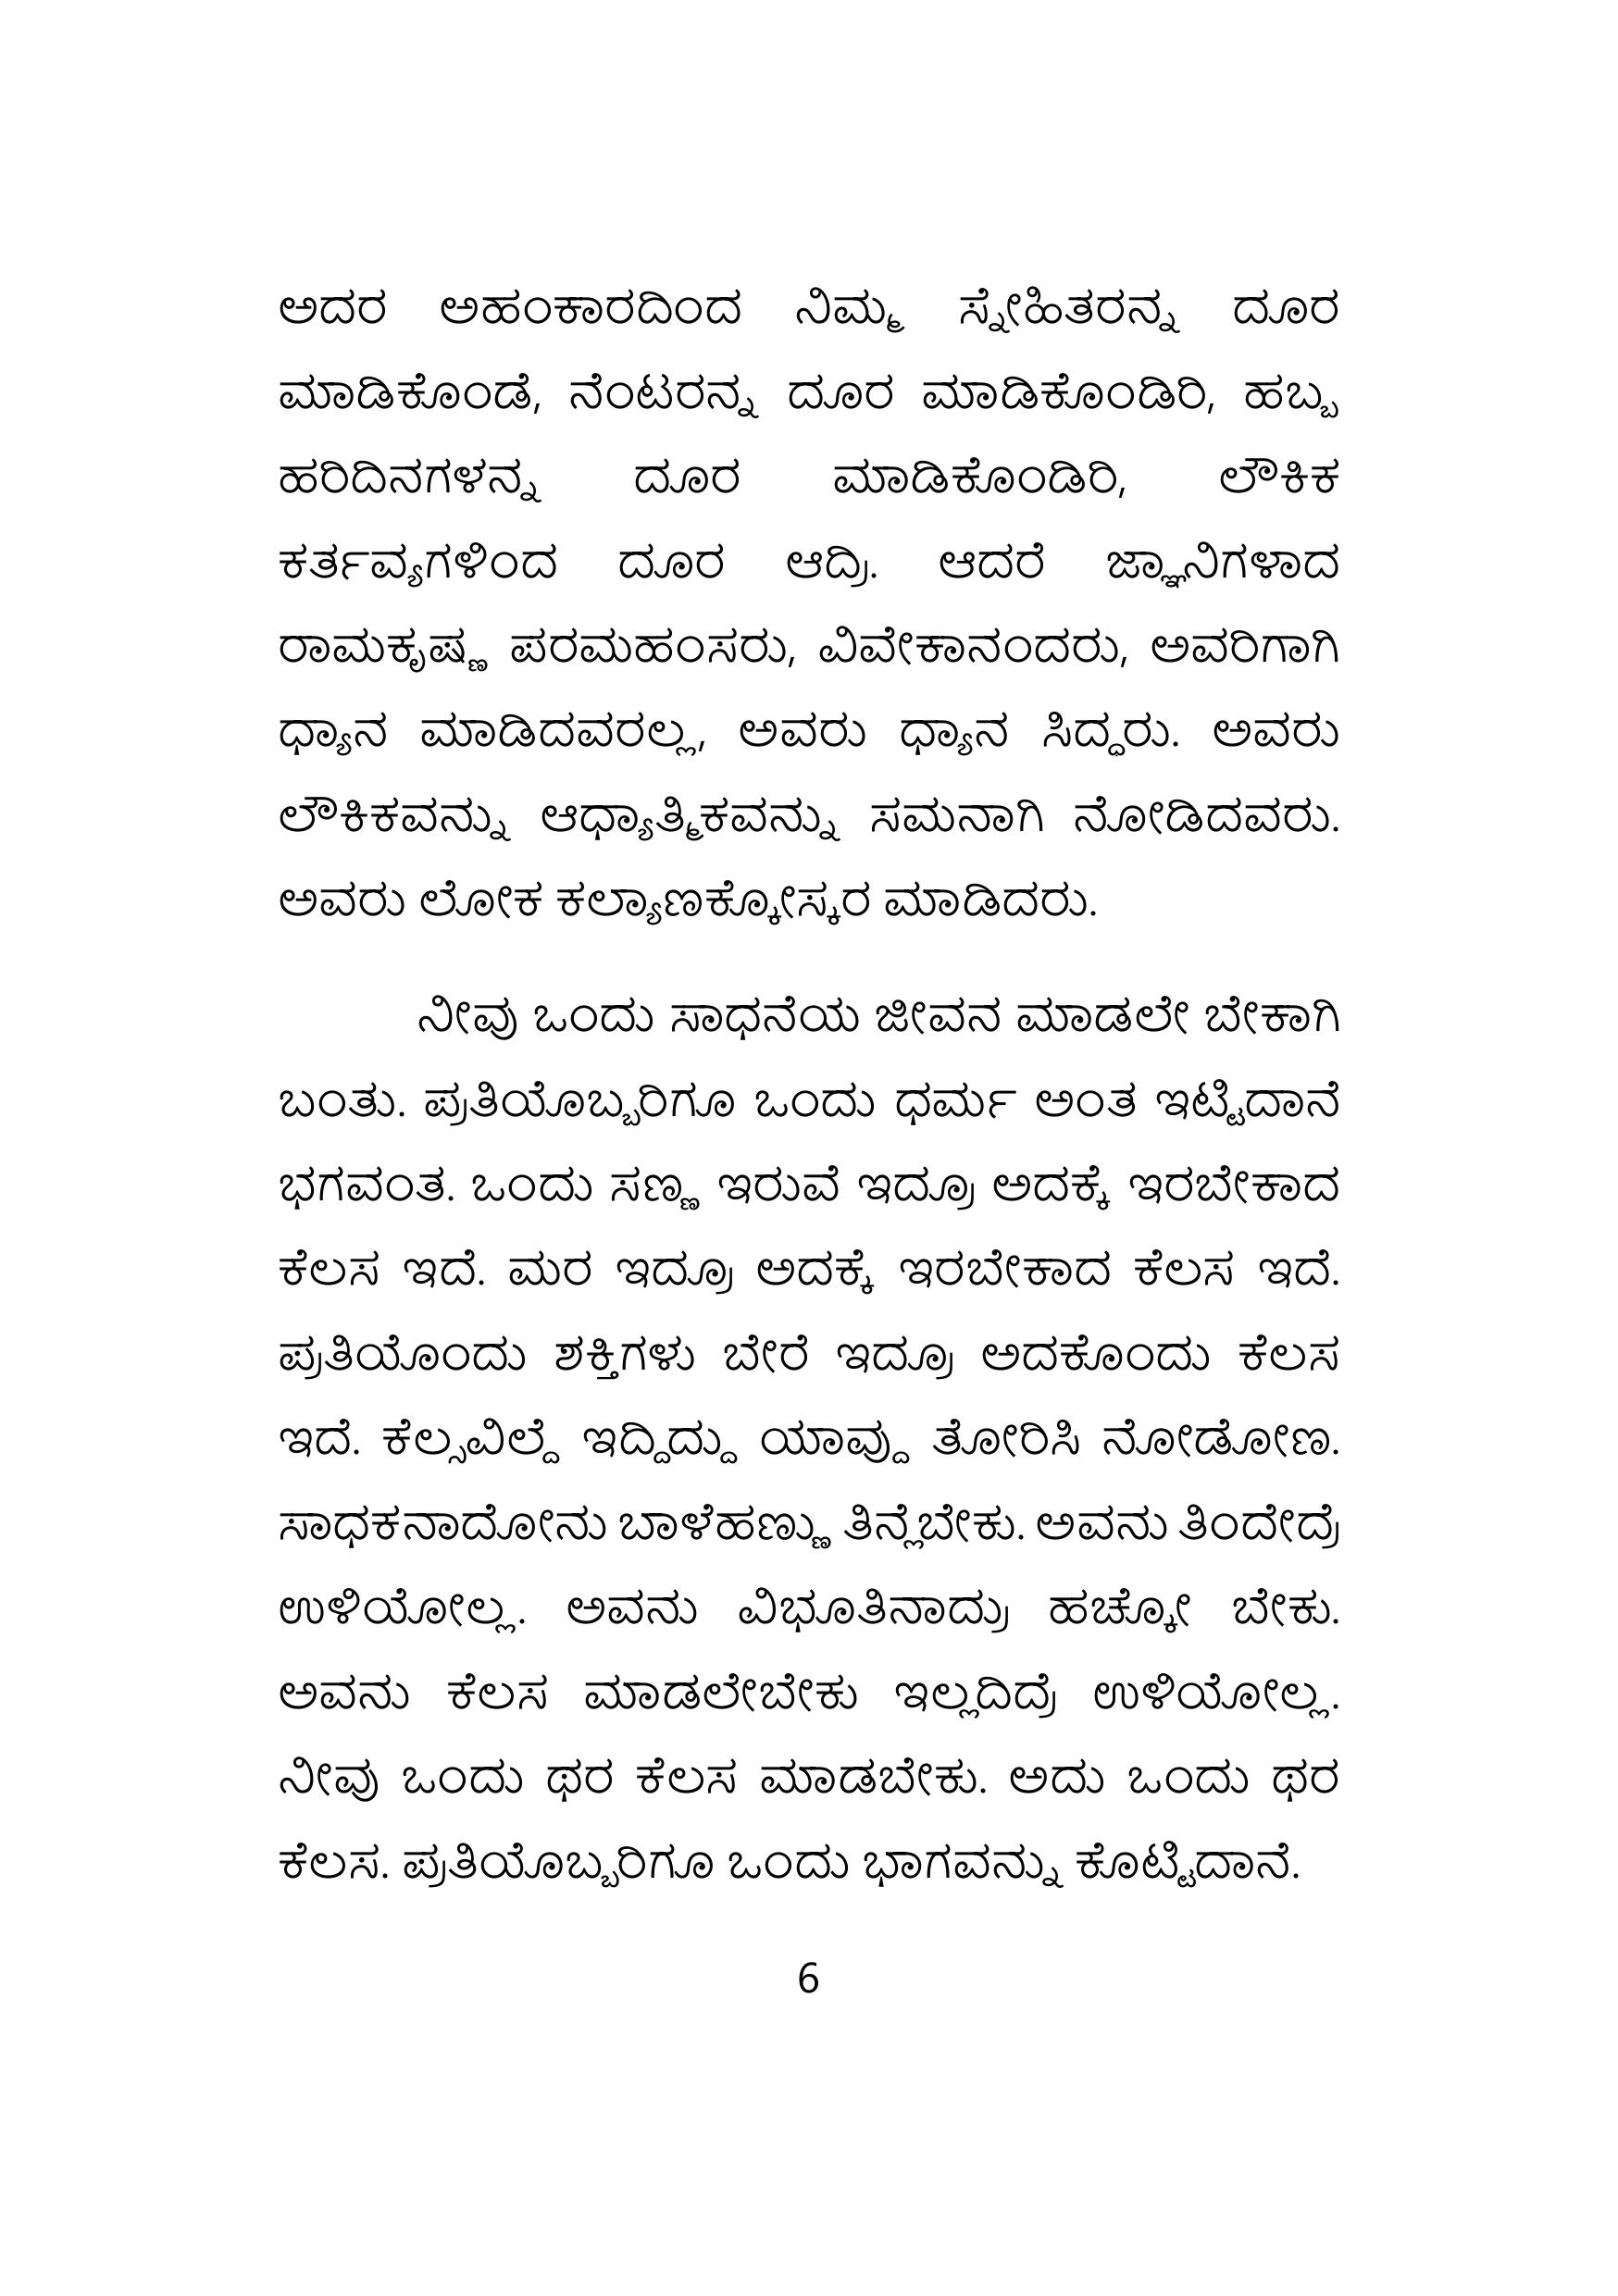 ಅದರ ಅಹಂಕಾರದಿಂದ ನಿಮ್ಮ ಸ್ನೇಹಿತರನ್ನ ದೂರ
ಮಾಡಿಕೊಂಡೆ, ನೆಂಟರನ್ನ ದೂರ ಮಾಡಿಕೊಂಡಿರಿ, ಹಬ್ಬ
ಹರಿದಿನಗಳನ್ನ ದೂರ ಮಾಡಿಕೊಂಡಿರಿ, ಲೌಕಿಕ
ಕರ್ತವ್ಯಗಳಿಂದ ದೂರ ಆದ್ರಿ. ಆದರೆ ಜ್ಞಾನಿಗಳಾದ
ರಾಮಕೃಷ್ಣ ಪರಮಹಂಸರು, ವಿವೇಕಾನಂದರು, ಅವರಿಗಾಗಿ
ಧ್ಯಾನ ಮಾಡಿದವರಲ್ಲ, ಅವರು ಧ್ಯಾನ ಸಿದ್ಧರು. ಅವರು
ಲೌಕಿಕವನ್ನು ಆಧ್ಯಾತ್ಮಿಕವನ್ನು ಸಮನಾಗಿ ನೋಡಿದವರು.
ಅವರು ಲೋಕ ಕಲ್ಯಾಣಕ್ಕೋಸ್ಕರ ಮಾಡಿದರು.
ನೀವು ಒಂದು ಸಾಧನೆಯ ಜೀವನ ಮಾಡಲೇ ಬೇಕಾಗಿ
ಬಂತು. ಪ್ರತಿಯೊಬ್ಬರಿಗೂ ಒಂದು ಧರ್ಮ ಅಂತ ಇಟ್ಟಿದಾನೆ
ಭಗವಂತ. ಒಂದು ಸಣ್ಣ ಇರುವೆ ಇದ್ರೂ ಅದಕ್ಕೆ ಇರಬೇಕಾದ
ಕೆಲಸ ಇದೆ. ಮರ ಇದ್ರೂ ಅದಕ್ಕೆ ಇರಬೇಕಾದ ಕೆಲಸ ಇದೆ.
ಪ್ರತಿಯೊಂದು ಶಕ್ತಿಗಳು ಬೇರೆ ಇದ್ರೂ ಅದಕೊಂದು ಕೆಲಸ
ಇದೆ. ಕೆಲ್ಸವಿಲ್ದೆ ಇದ್ದಿದ್ದು ಯಾವ್ದು ತೋರಿಸಿ ನೋಡೋಣ.
ಸಾಧಕನಾದೋನು ಬಾಳೆಹಣ್ಣು ತಿನ್ಲೆಬೇಕು. ಅವನು ತಿಂದೇದ್ರೆ
ಉಳಿಯೋಲ್ಲ. ಅವನು ವಿಭೂತಿನಾದ್ರು ಹಚ್ಕೋ ಬೇಕು.
ಅವನು ಕೆಲಸ ಮಾಡಲೇಬೇಕು ಇಲ್ಲದಿದ್ರೆ ಉಳಿಯೋಲ್ಲ.
ನೀವು ಒಂದು ಥರ ಕೆಲಸ ಮಾಡಬೇಕು. ಅದು ಒಂದು ಥರ
ಕೆಲಸ. ಪ್ರತಿಯೊಬ್ಬರಿಗೂ ಒಂದು ಭಾಗವನ್ನು ಕೊಟ್ಟಿದಾನೆ.
6